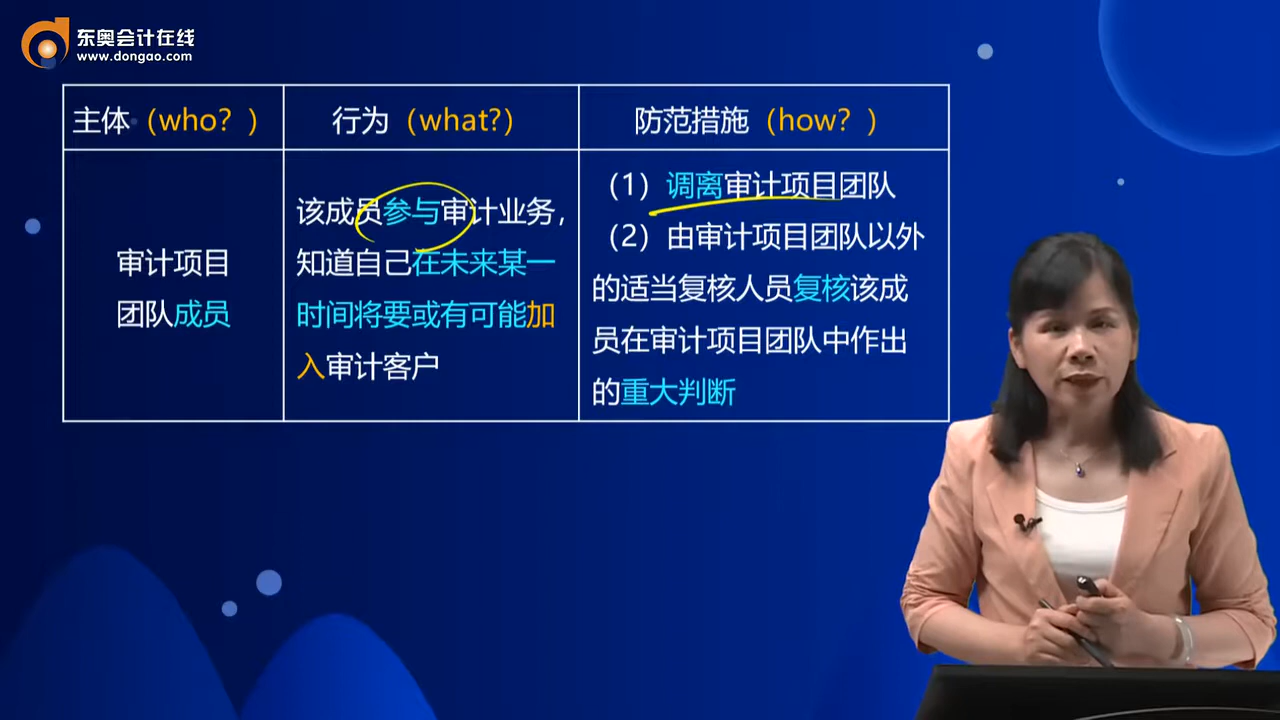 东奥会计在线
www.dongao.com
主体（who？）
行为（what?）
防范措施（how？）
审计项目
团队成员
该成员参与审计业务，
知道自己在未来某一
时间将要或有可能加
入审计客户
（1）调离审计项目团队
（2）由审计项目团队以外
的适当复核人员复核该成
员在审计项目团队中作出
的重大判断